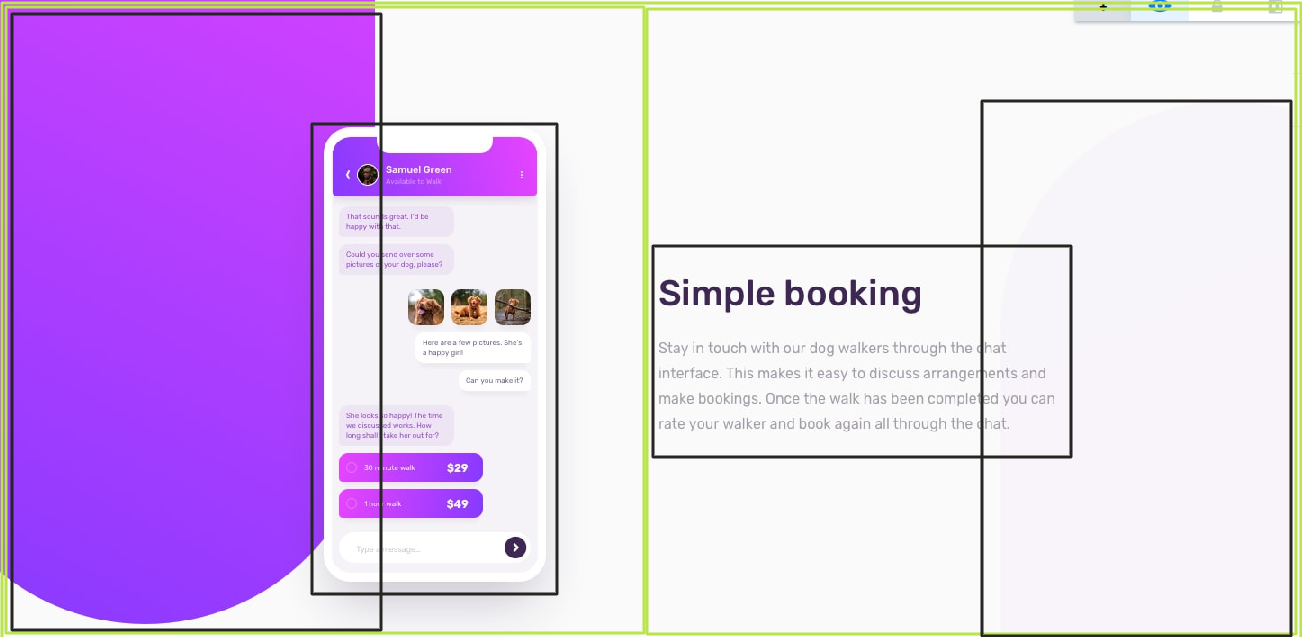 Samuel Green
Available to Walk
That sounds great. I'd be
happy with that.
Could you send over some
pictures of your dog, please?
Here are a few pictures. She's
a happy girl!
Can you make it?
She looks so happy! The time
we discussed works. How
long shall I take her out for?
30 minute walk $29
1 hour walk $49
Type a message...
Simple booking
Stay in touch with our dog walkers through the chat
interface. This makes it easy to discuss arrangements and
make bookings. Once the walk has been completed you can
rate your walker and book again all through the chat.